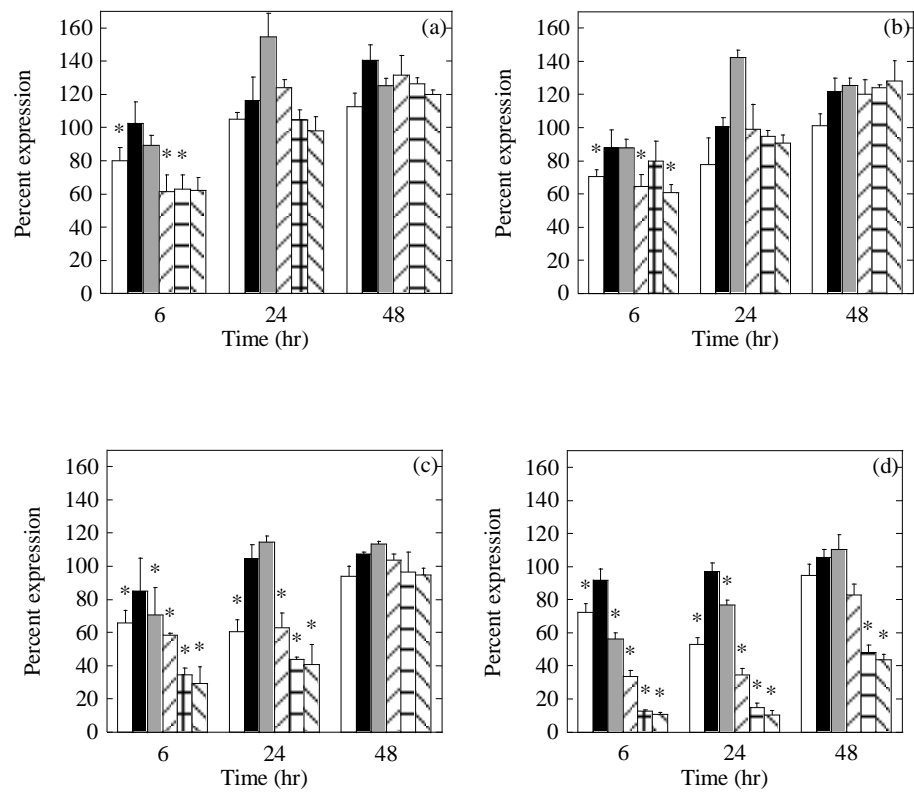 (a)
160
140
120
100
80
60
40
20
0
Percent expression
* * *
6 24 48
Time (hr)
(b)
160
140
120
100
80
60
40
20
0
Percent expression
* * *
6 24 48
Time (hr)
(c)
160
140
120
100
80
60
40
20
0
Percent expression
* * * * *
* * * *
6 24 48
Time (hr)
(d)
160
140
120
100
80
60
40
20
0
Percent expression
* * * * *
* * * * *
* *
6 24 48
Time (hr)